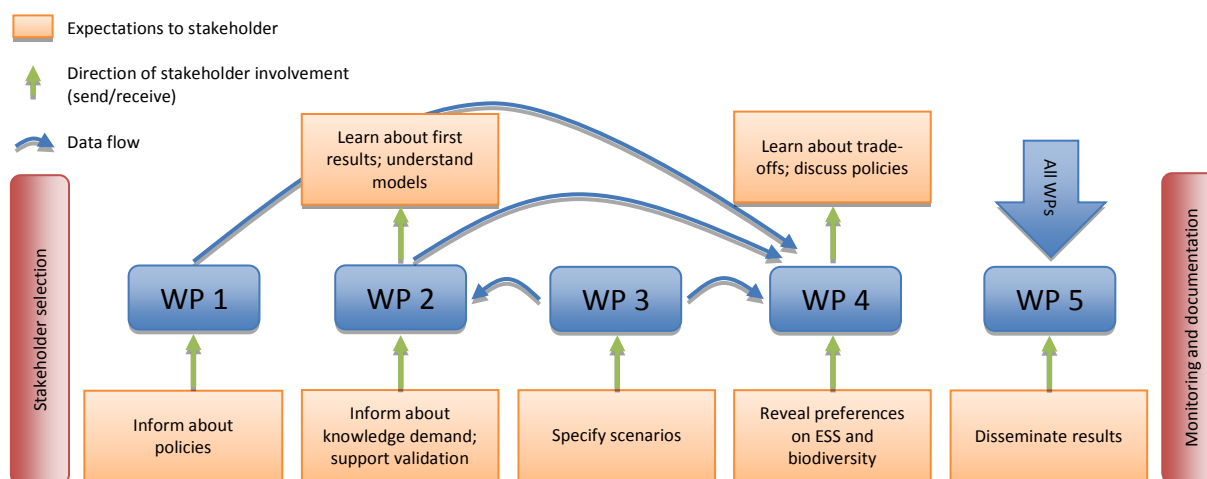 Expectations to stakeholder
Direction of stakeholder involvement
(send/receive)
Data flow
Learn about first
results; understand
models
Learn about trade-
offs; discuss policies
All WPs
Stakeholder selection
WP 1
WP 2
WP 3
WP 4
WP 5
Monitoring and documentation
Inform about
policies
Inform about
knowledge demand;
support validation
Specify scenarios
Reveal preferences
on ESS and
biodiversity
Disseminate results